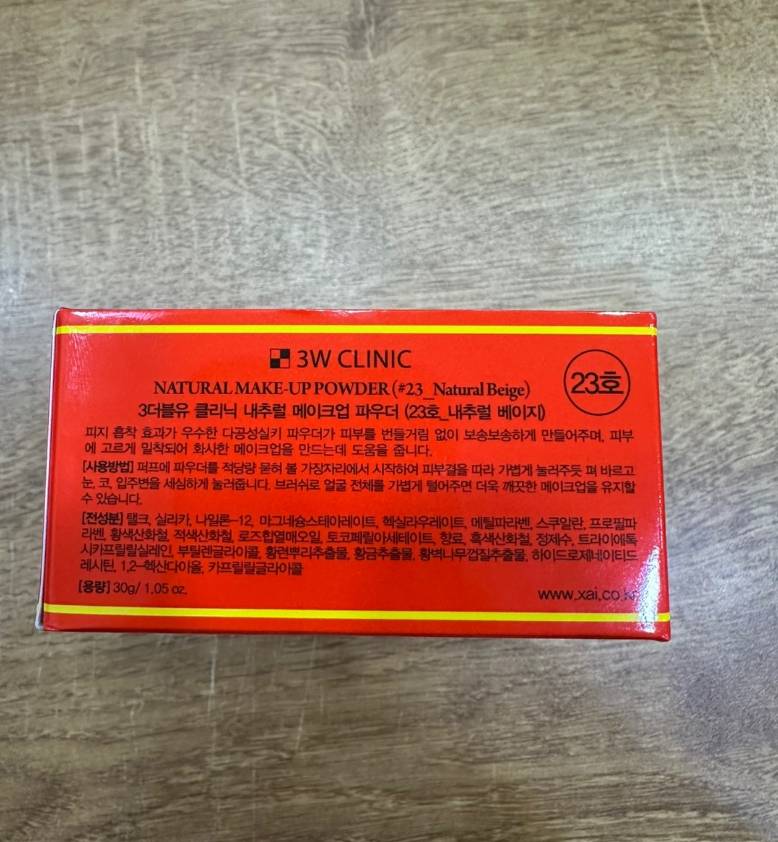 3W CLINIC
NATURAL MAKE-UP POWDER (#23_Natural Beige)
23호
3더블유 클리닉 내추럴 메이크업 파우더 (23호_내추럴 베이지)
피지 흡착 효과가 우수한 다공성실키 파우더가 피부를 번들거림 없이 보송보송하게 만들어주며, 피부
에 고르게 밀착되어 화사한 메이크업을 만드는데 도움을 줍니다.
[사용방법] 퍼프에 파우더를 적당량 묻혀 볼 가장자리에서 시작하여 피부결을 따라 가볍게 눌러주듯 펴 바르고
눈, 코, 입주변을 세심하게 눌러줍니다. 브러쉬로 얼굴 전체를 가볍게 털어주면 더욱 깨끗한 메이크업을 유지할
수 있습니다.
[전성분] 탤크, 실리카, 나일론-12, 마그네슘스테아레이트, 헥실라우레이트, 메틸파라벤, 스쿠알란, 프로필파
라벤, 황색산화철, 적색산화철, 로즈힙열매오일, 토코페릴아세테이트, 향료, 흑색산화철, 정제수, 트라이에톡
시카프릴릴실레인, 부틸렌글라이콜, 황련뿌리추출물, 황금추출물, 황벽나무껍질추출물, 하이드로제네이티드
레시틴, 1,2-헥산다이올, 카프릴릴글라이콜
[용량] 30g/ 1.05 oz.
www.xai.co.kr